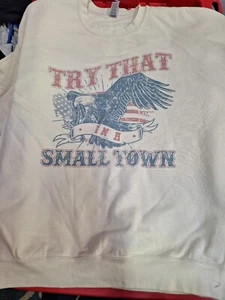 TRY THAT
IN A
SMALL TOWN